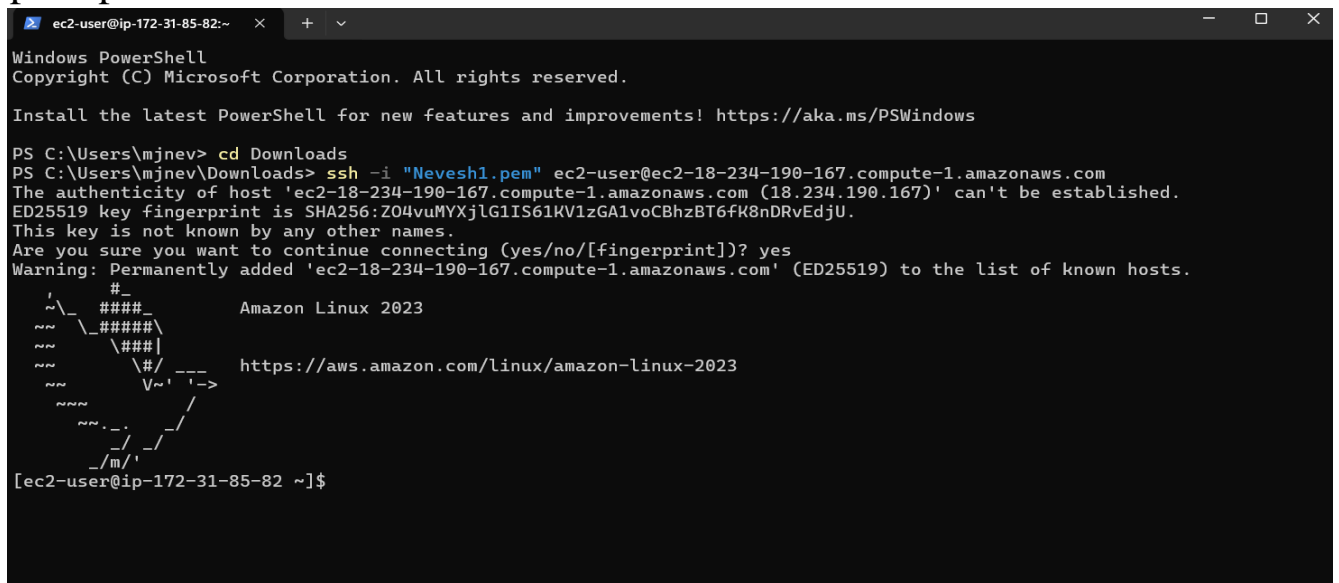 ec2-user@ip-172-31-85-82:~
Windows PowerShell
Copyright (C) Microsoft Corporation. All rights reserved.
Install the latest PowerShell for new features and improvements! https://aka.ms/PSWindows
PS C:\Users\mjnev> cd Downloads
PS C:\Users\mjnev\Downloads> ssh -i "Nevesh1.pem" ec2-user@ec2-18-234-190-167.compute-1.amazonaws.com
The authenticity of host 'ec2-18-234-190-167.compute-1.amazonaws.com (18.234.190.167)' can't be established.
ED25519 key fingerprint is SHA256:ZO4vuMYXjlG1IS61KV1zGA1voCBhzBT6fK8nDRvEdjU.
This key is not known by any other names.
Are you sure you want to continue connecting (yes/no/[fingerprint])? yes
Warning: Permanently added 'ec2-18-234-190-167.compute-1.amazonaws.com' (ED25519) to the list of known hosts.
   ,     #_
   ~\_  ####_        Amazon Linux 2023
  ~~  \_#####\
  ~~     \###|
  ~~       \#/ ___   https://aws.amazon.com/linux/amazon-linux-2023
   ~~       V~' '->
    ~~~         /
      ~~._.   _/
         _/ _/
       _/m/'
[ec2-user@ip-172-31-85-82 ~]$